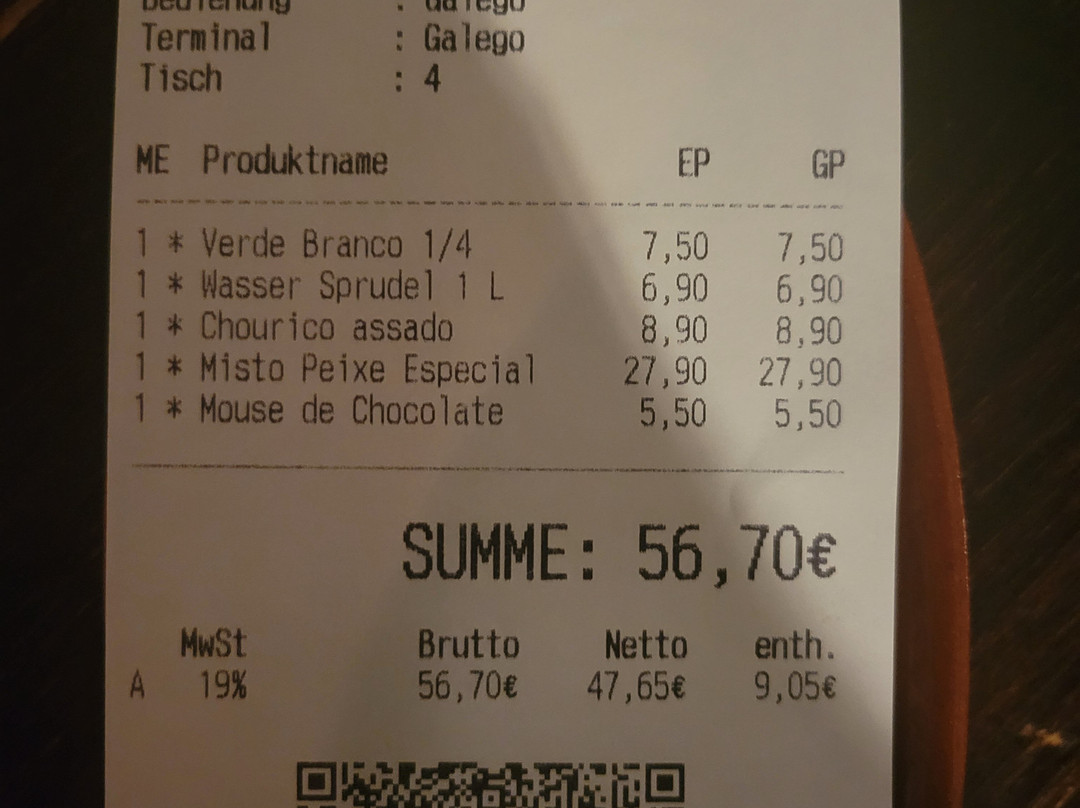 Bedienung : Galego
Terminal : Galego
Tisch : 4
ME Produktname EP GP
1 * Verde Branco 1/4 7,50 7,50
1 * Wasser Sprudel 1 L 6,90 6,90
1 * Chourico assado 8,90 8,90
1 * Misto Peixe Especial 27,90 27,90
1 * Mouse de Chocolate 5,50 5,50
SUMME: 56,70€
MwSt Brutto Netto enth.
A 19% 56,70€ 47,65€ 9,05€